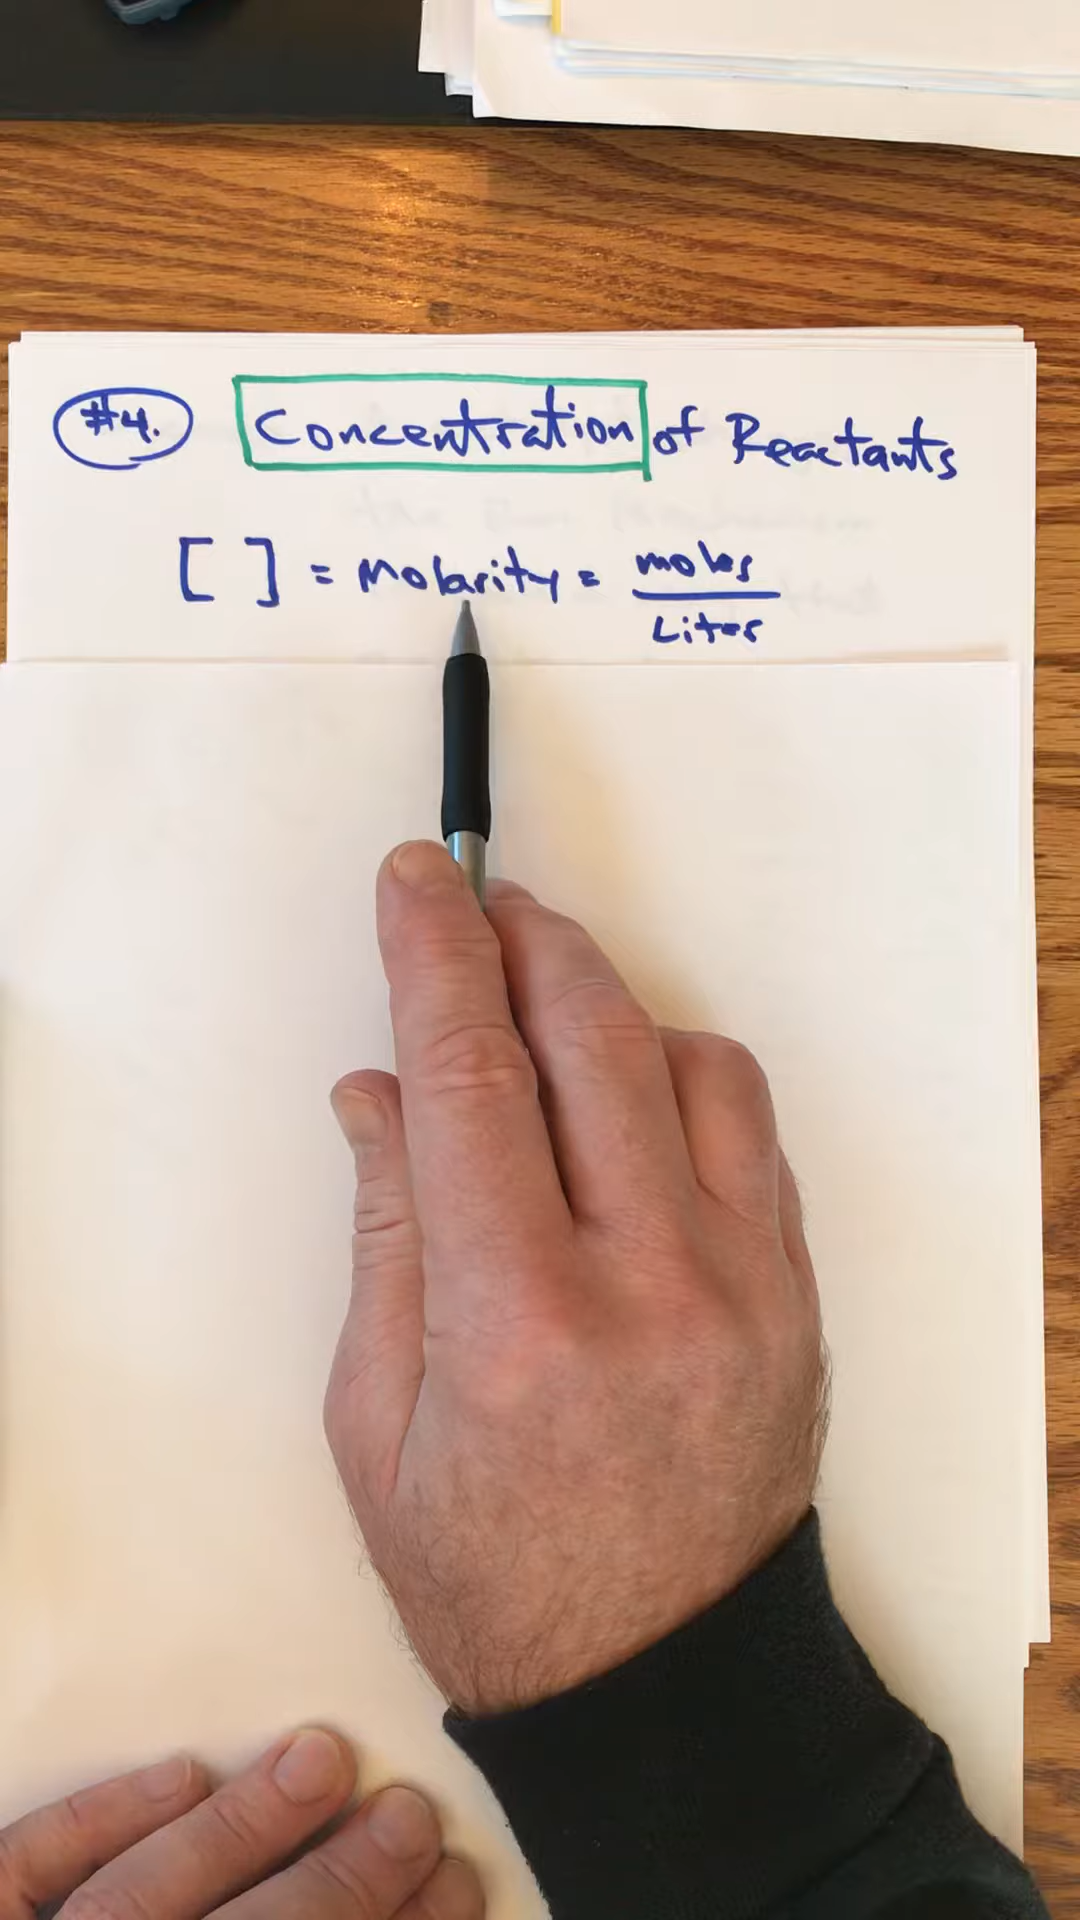 #4. Concentration of Reactants
[ ] = Molarity = moles
Liters